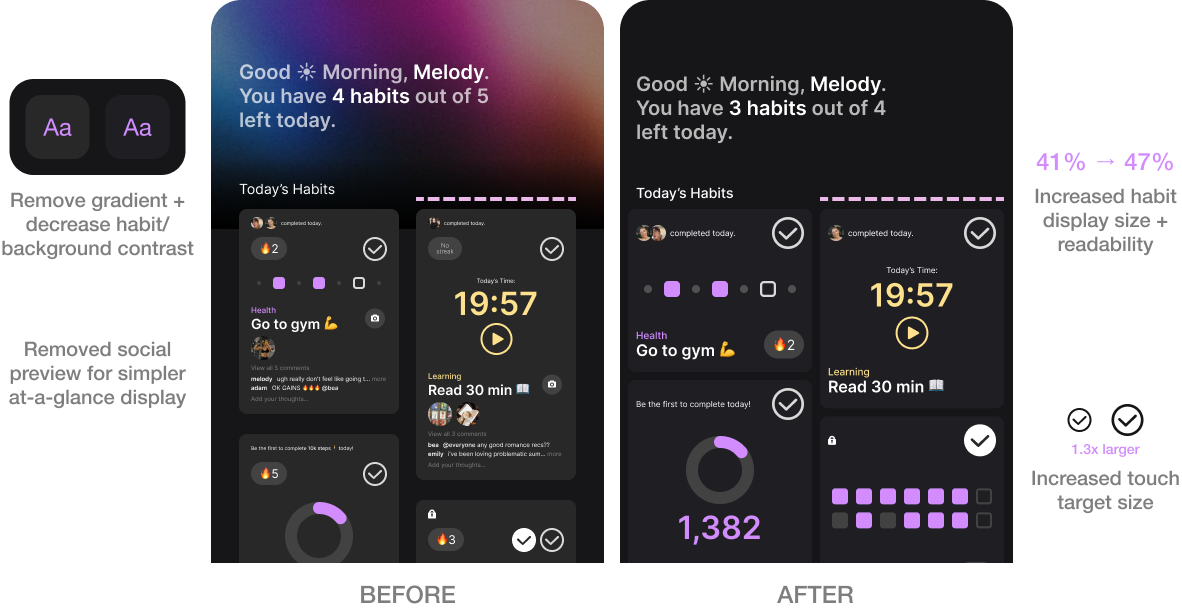 Aa
Aa
Remove gradient +
decrease habit/
background contrast
Removed social
preview for simpler
at-a-glance display
Good ☀ Morning, Melody.
You have 4 habits out of 5
left today.
Today's Habits
completed today.
🔥2
Health
Go to gym 💪
View all 5 comments
melody ugh really don't feel like going t... more
adam OK GAINS 🔥🔥🔥 @bea
Add your thoughts...
Be the first to complete 10k steps 🏃 today!
🔥5
completed today.
No
streak
Today's Time:
19:57
Learning
Read 30 min 📖
View all 3 comments
bea @everyone any good romance recs??
emily i've been loving problematic sum... more
Add your thoughts...
🔥3
BEFORE
Good ☀ Morning, Melody.
You have 3 habits out of 4
left today.
Today's Habits
completed today.
Health
Go to gym 💪
🔥2
Be the first to complete today!
1,382
completed today.
Today's Time:
19:57
Learning
Read 30 min 📖
AFTER
41% → 47%
Increased habit
display size +
readability
1.3x larger
Increased touch
target size